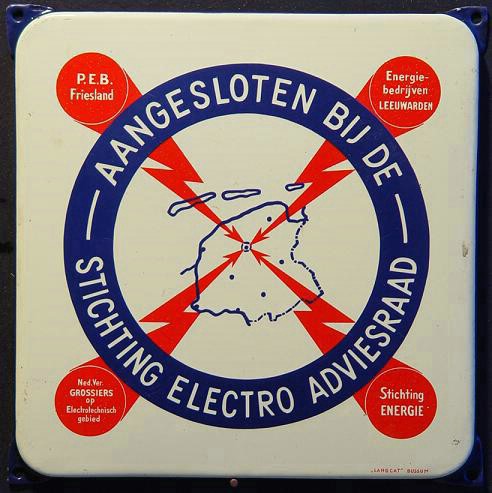 P.E.B.
Friesland
Energie-
bedrijven
LEEUWARDEN
AANGESLOTEN BIJ DE
STICHTING ELECTRO ADVIESRAAD
Ned. Ver.
GROSSIERS
op
Electrotechnisch
gebied
Stichting
ENERGIE
„LANGCAT" BUSSUM